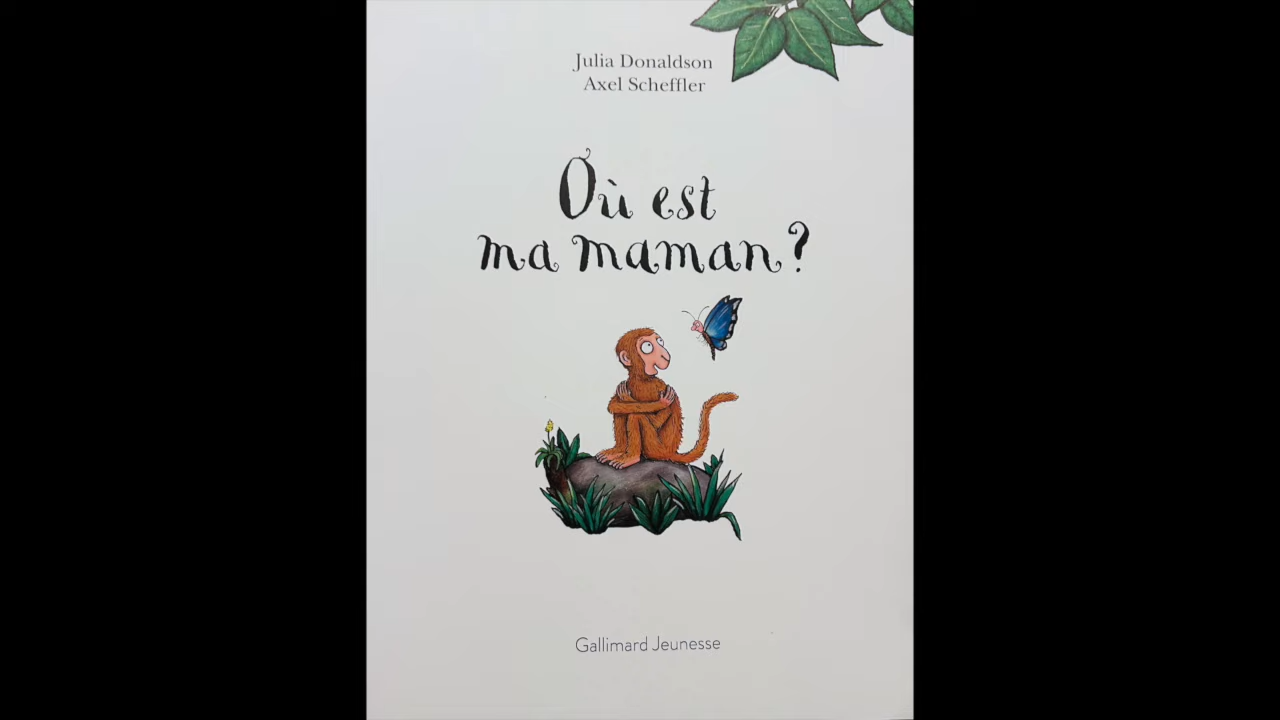 Julia Donaldson
Axel Scheffler
Où est
ma maman?
Gallimard Jeunesse